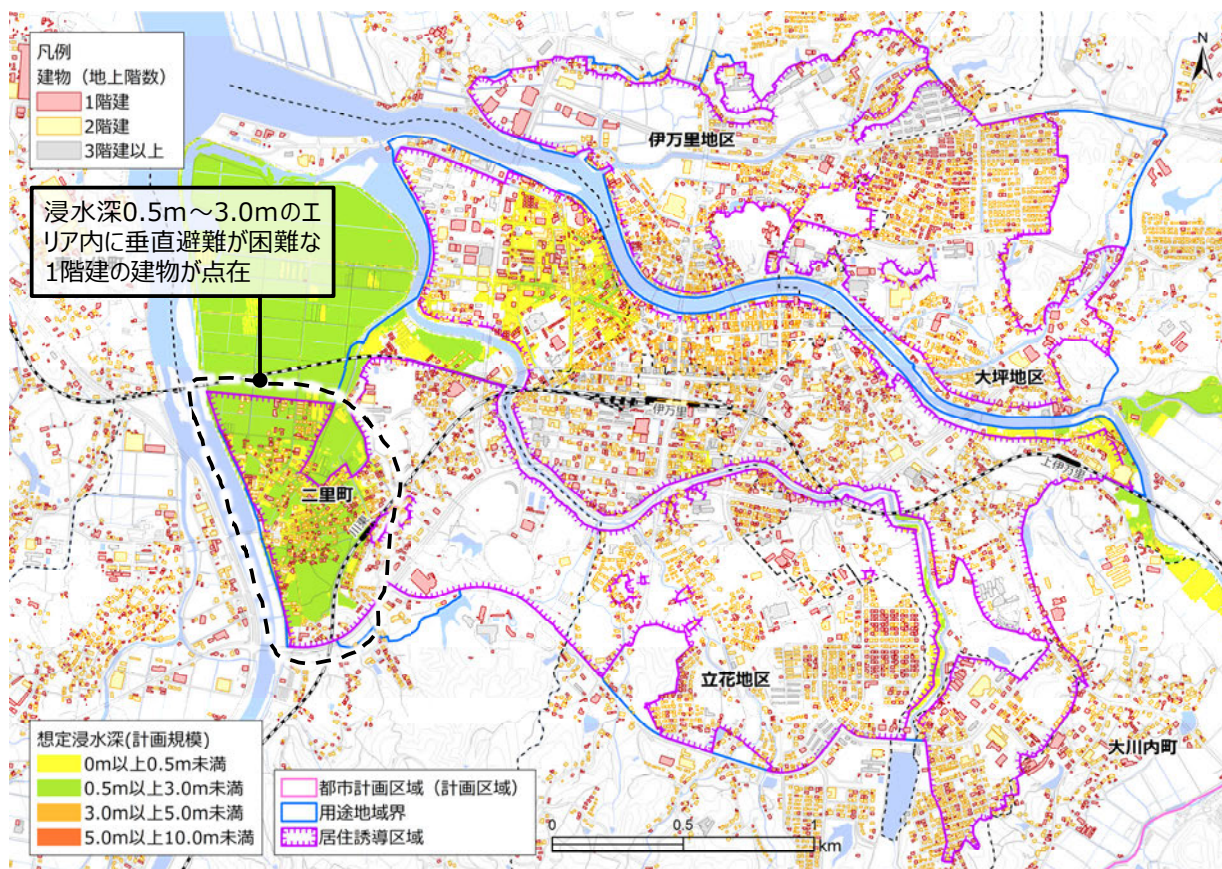 凡例
建物（地上階数）
1階建
2階建
3階建以上
N
伊万里地区
浸水深0.5m～3.0mのエ
リア内に垂直避難が困難な
1階建の建物が点在
大坪地区
伊万里
上伊万里
二里町
立花地区
大川内町
想定浸水深(計画規模)
0m以上0.5m未満
0.5m以上3.0m未満
3.0m以上5.0m未満
5.0m以上10.0m未満
都市計画区域（計画区域）
用途地域界
居住誘導区域
0 0.5 1
km